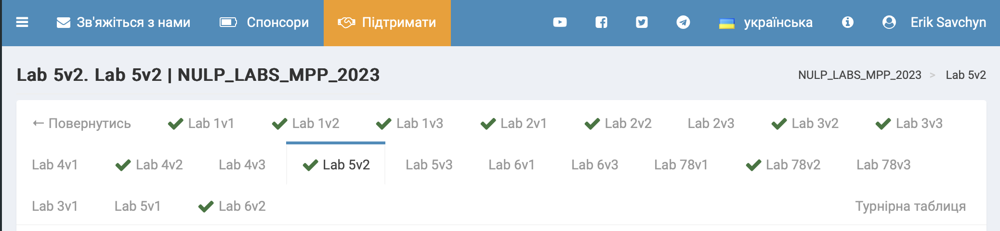 Зв'яжіться з нами Спонсори Підтримати українська Erik Savchyn
Lab 5v2. Lab 5v2 | NULP_LABS_MPP_2023 NULP_LABS_MPP_2023 > Lab 5v2
← Повернутись Lab 1v1 Lab 1v2 Lab 1v3 Lab 2v1 Lab 2v2 Lab 2v3 Lab 3v2 Lab 3v3
Lab 4v1 Lab 4v2 Lab 4v3 Lab 5v2 Lab 5v3 Lab 6v1 Lab 6v3 Lab 78v1 Lab 78v2 Lab 78v3
Lab 3v1 Lab 5v1 Lab 6v2 Турнірна таблиця